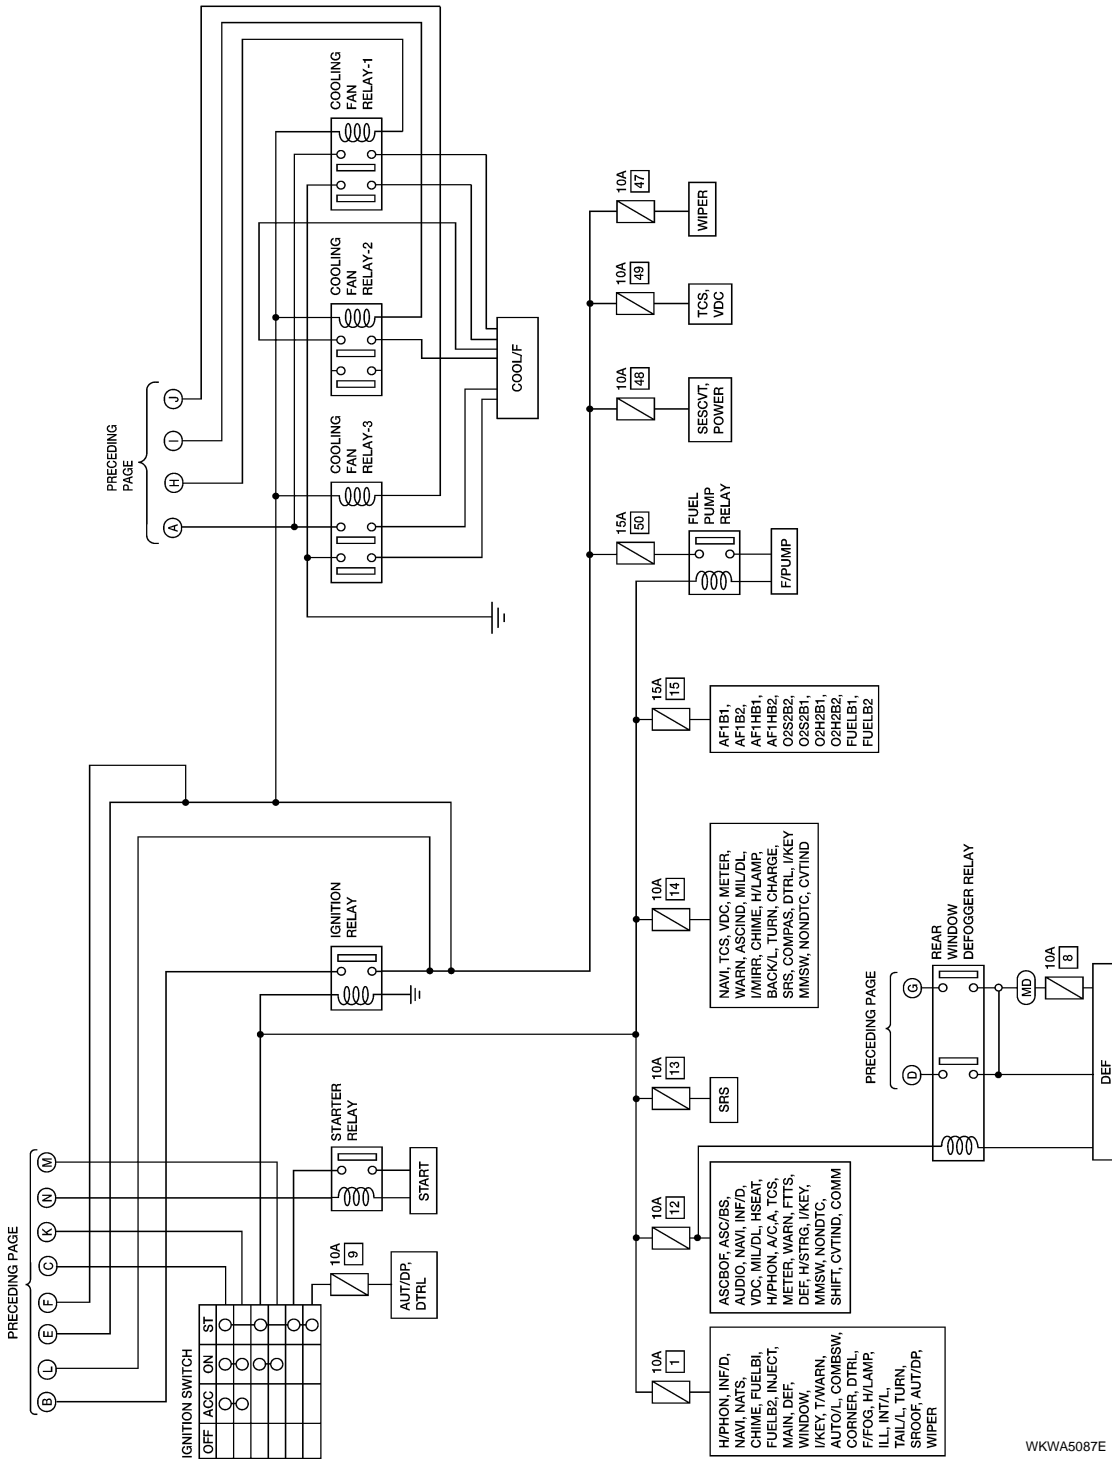 PRECEDING PAGE
B
L
E
F
C
K
N
M
IGNITION SWITCH
OFF
ACC
ON
ST
10A
9
AUT/DP,
DTRL
STARTER
RELAY
START
IGNITION
RELAY
PRECEDING
PAGE
A
H
I
J
COOLING
FAN
RELAY-3
COOLING
FAN
RELAY-2
COOLING
FAN
RELAY-1
COOL/F
15A
50
FUEL
PUMP
RELAY
F/PUMP
10A
48
SESCVT,
POWER
10A
49
TCS,
VDC
10A
47
WIPER
10A
1
H/PHON, INF/D,
NAVI, NATS,
CHIME, FUELBI,
FUELB2, INJECT,
MAIN, DEF,
WINDOW,
I/KEY, T/WARN,
AUTO/L, COMBSW,
CORNER, DTRL,
F/FOG, H/LAMP,
ILL, INT/L,
TAIL/L, TURN,
SROOF, AUT/DP,
WIPER
10A
12
ASCBOF, ASC/BS,
AUDIO, NAVI, INF/D,
VDC, MIL/DL, HSEAT,
H/PHON, A/C,A, TCS,
METER, WARN, FTTS,
DEF, H/STRG, I/KEY,
MMSW, NONDTC,
SHIFT, CVTIND, COMM
10A
13
SRS
10A
14
NAVI, TCS, VDC, METER,
WARN, ASCIND, MIL/DL,
I/MIRR, CHIME, H/LAMP,
BACK/L, TURN, CHARGE,
SRS, COMPAS, DTRL, I/KEY
MMSW, NONDTC, CVTIND
15A
15
AF1B1,
AF1B2,
AF1HB1,
AF1HB2,
O2S2B2,
O2S2B1,
O2H2B1,
O2H2B2,
FUELB1,
FUELB2
PRECEDING PAGE
D
G
REAR
WINDOW
DEFOGGER RELAY
MD
10A
8
DEF
WKWA5087E